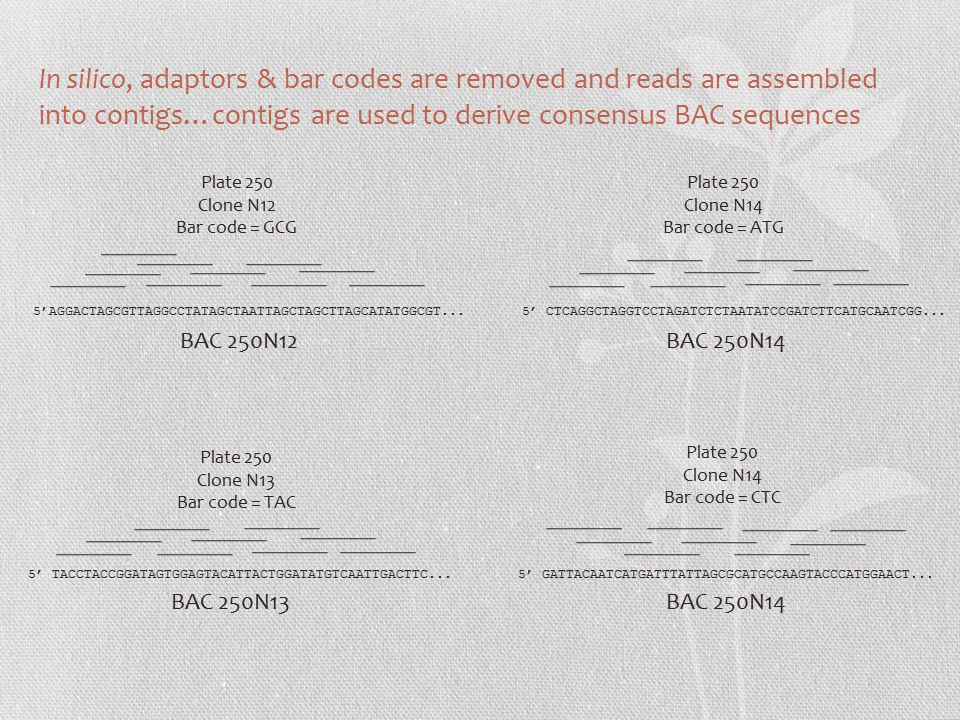 In silico, adaptors & bar codes are removed and reads are assembled
into contigs…contigs are used to derive consensus BAC sequences
Plate 250
Clone N12
Bar code = GCG
5’AGGACTAGCGTTAGGCCTATAGCTAATTAGCTAGCTTAGCATATGGCGT...
BAC 250N12
Plate 250
Clone N14
Bar code = ATG
5’ CTCAGGCTAGGTCCTAGATCTCTAATATCCGATCTTCATGCAATCGG...
BAC 250N14
Plate 250
Clone N13
Bar code = TAC
5’ TACCTACCGGATAGTGGAGTACATTACTGGATATGTCAATTGACTTC...
BAC 250N13
Plate 250
Clone N14
Bar code = CTC
5’ GATTACAATCATGATTTATTAGCGCATGCCAAGTACCCATGGAACT...
BAC 250N14